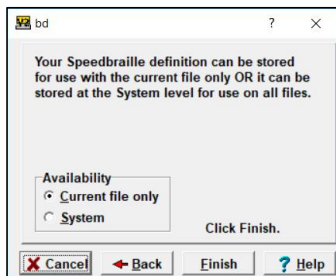 bd
? X
Your Speedbraille definition can be stored
for use with the current file only OR it can be
stored at the System level for use on all files.
Availability
Current file only
System
Click Finish.
Cancel
Back
Finish
? Help